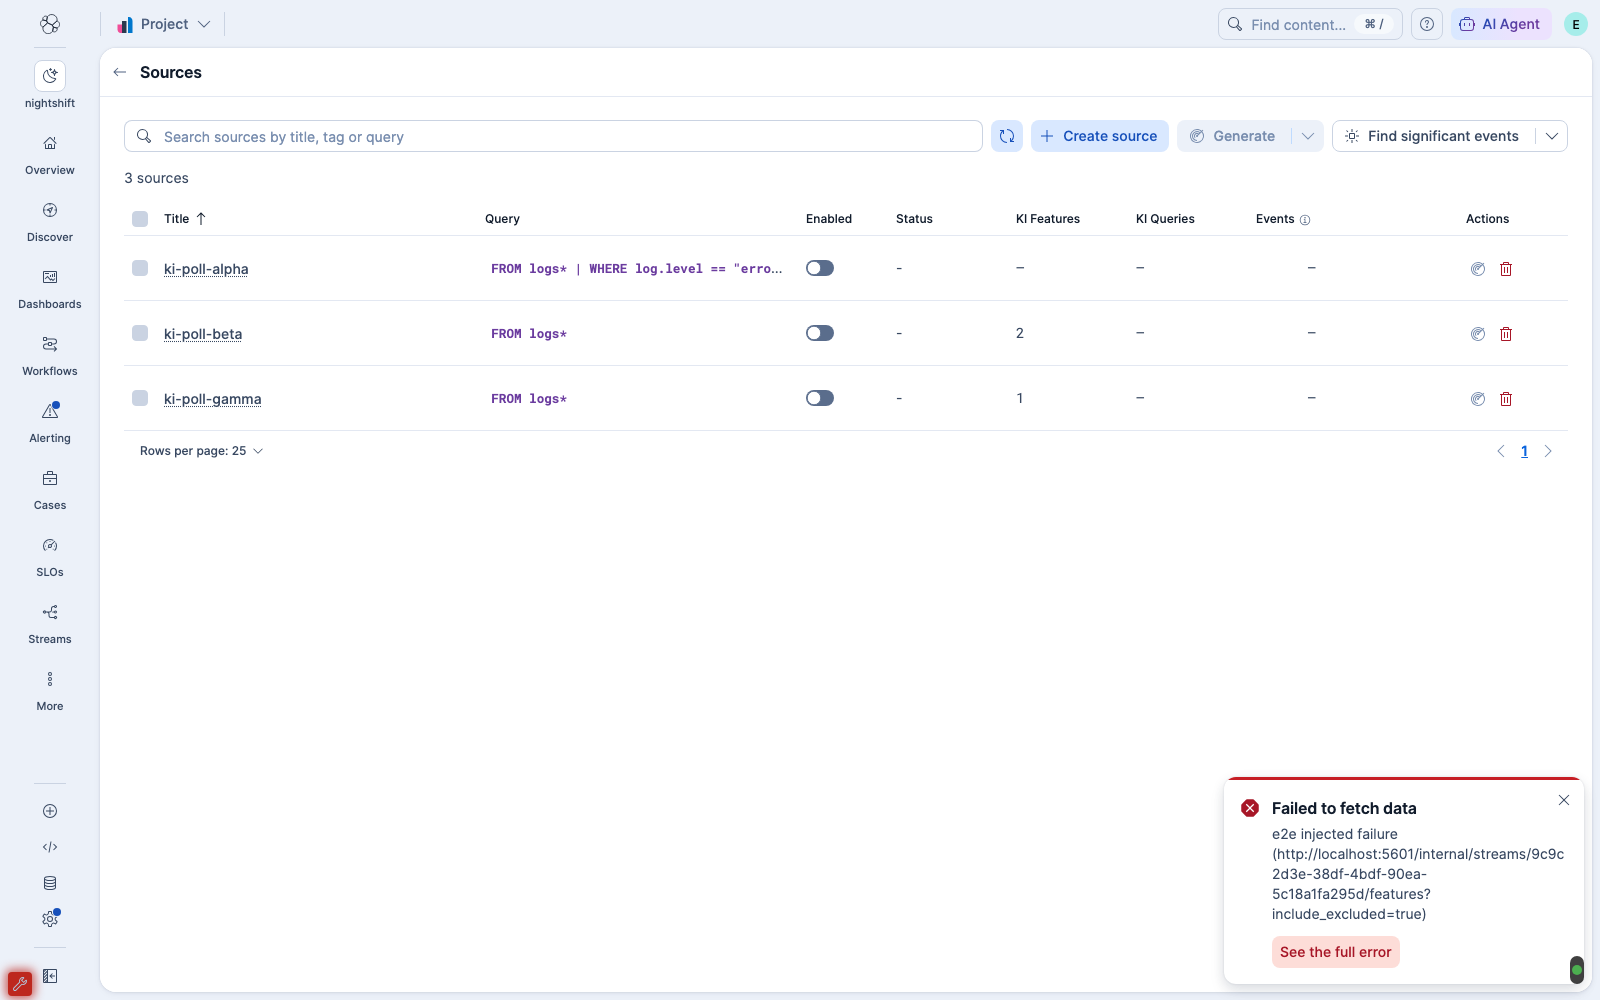 Project
Find content...
⌘ /
AI Agent
E
nightshift
Overview
Discover
Dashboards
Workflows
Alerting
Cases
SLOs
Streams
More
Sources
Search sources by title, tag or query
Create source
Generate
Find significant events
3 sources
Title Query Enabled Status KI Features KI Queries Events Actions
ki-poll-alpha FROM logs* | WHERE log.level == "erro... - – – –
ki-poll-beta FROM logs* - 2 – –
ki-poll-gamma FROM logs* - 1 – –
Rows per page: 25
1
Failed to fetch data
e2e injected failure
(http://localhost:5601/internal/streams/9c9c
2d3e-38df-4bdf-90ea-
5c18a1fa295d/features?
include_excluded=true)
See the full error